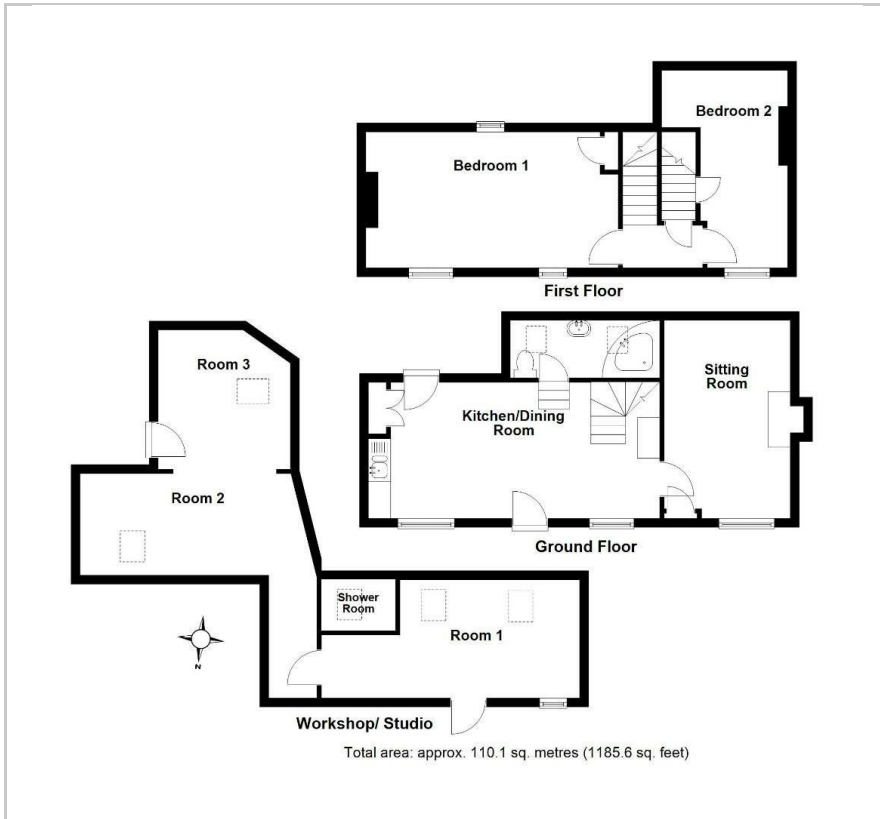 Bedroom 2
Bedroom 1
First Floor
Room 3
Sitting
Room
Kitchen/Dining
Room
Room 2
Ground Floor
Shower
Room
Room 1
N
Workshop/ Studio
Total area: approx. 110.1 sq. metres (1185.6 sq. feet)